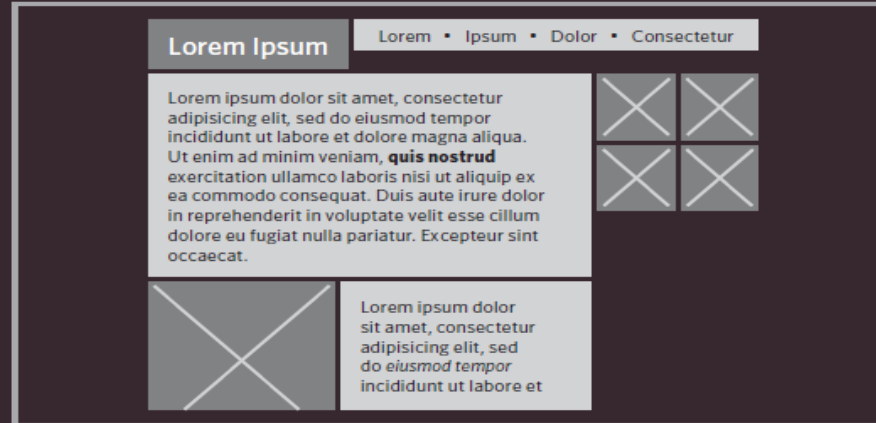 Lorem Ipsum
Lorem • Ipsum • Dolor • Consectetur
Lorem ipsum dolor sit amet, consectetur
adipisicing elit, sed do eiusmod tempor
incididunt ut labore et dolore magna aliqua.
Ut enim ad minim veniam, quis nostrud
exercitation ullamco laboris nisi ut aliquip ex
ea commodo consequat. Duis aute irure dolor
in reprehenderit in voluptate velit esse cillum
dolore eu fugiat nulla pariatur. Excepteur sint
occaecat.
Lorem ipsum dolor
sit amet, consectetur
adipisicing elit, sed
do eiusmod tempor
incididunt ut labore et